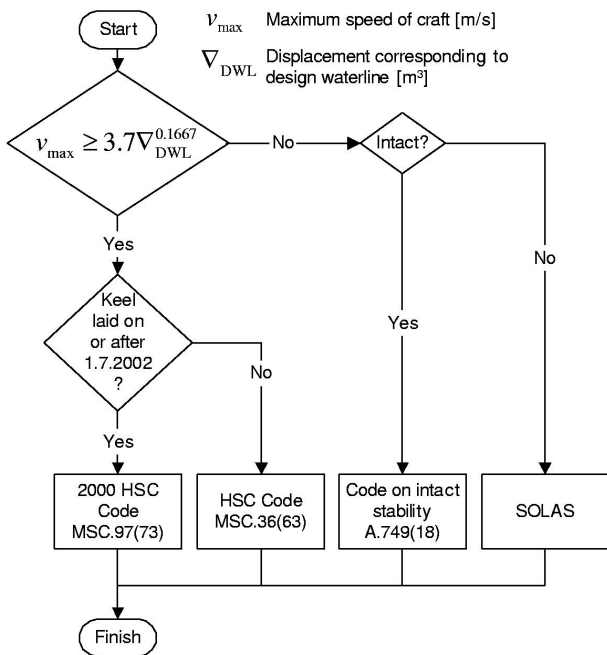 Start
v_max Maximum speed of craft [m/s]
∇_DWL Displacement corresponding to
design waterline [m³]
v_max ≥ 3.7∇_DWL^0.1667
No
Intact?
Yes
No
Keel
laid on
or after
1.7.2002
?
Yes
No
Yes
2000 HSC
Code
MSC.97(73)
HSC Code
MSC.36(63)
Code on intact
stability
A.749(18)
SOLAS
Finish